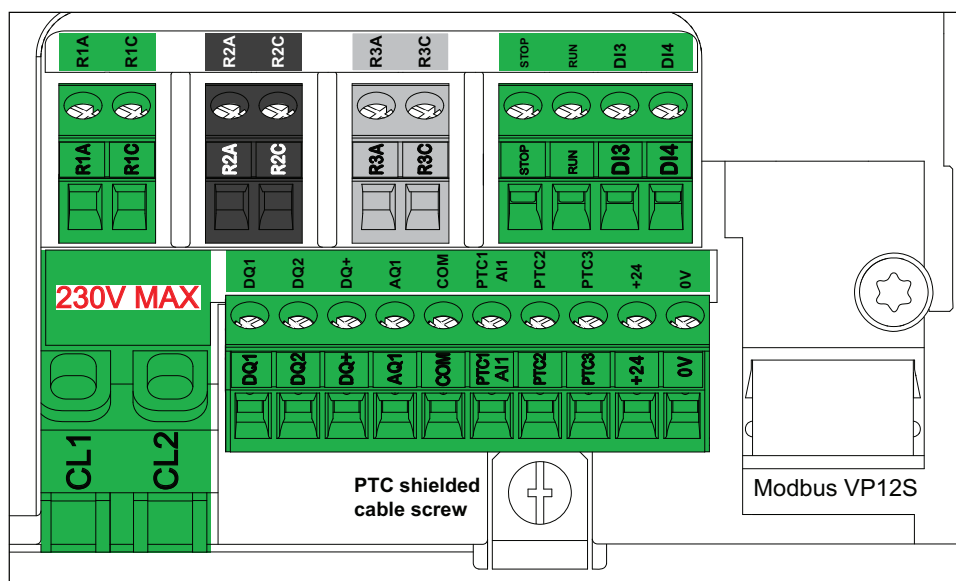 R1A R1C R2A R2C R3A R3C STOP RUN DI3 DI4
R1A R1C R2A R2C R3A R3C STOP RUN DI3 DI4
230V MAX
DQ1 DQ2 DQ+ AQ1 COM PTC1 AI1 PTC2 PTC3 +24 0V
DQ1 DQ2 DQ+ AQ1 COM PTC1 AI1 PTC2 PTC3 +24 0V
CL1 CL2
PTC shielded
cable screw
Modbus VP12S